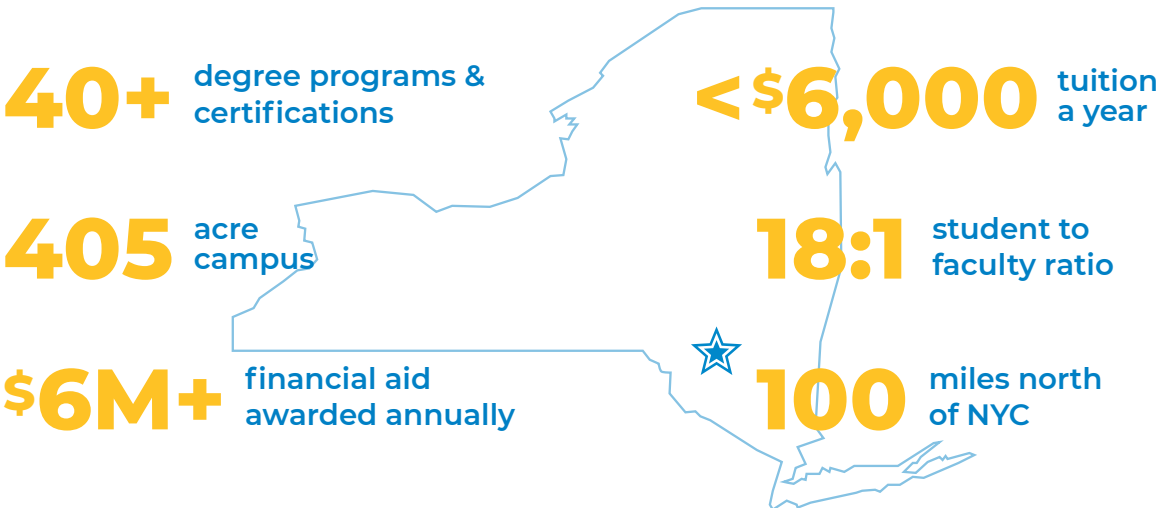 40+ degree programs &
certifications
<$6,000 tuition
a year
405 acre
campus
18:1 student to
faculty ratio
$6M+ financial aid
awarded annually
100 miles north
of NYC